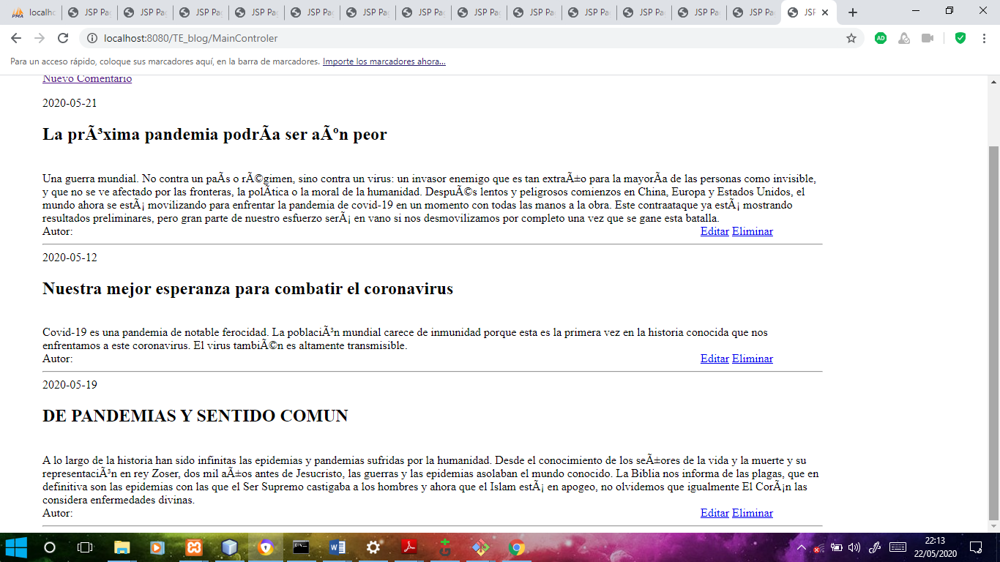 localho
JSP Pa
JSP Pa
JSP Pa
JSP Pa
JSP Pa
JSP Pa
JSP Pa
JSP Pa
JSP Pa
JSP Pa
JSP Pa
JSP Pa
JSP Pa
JSP
localhost:8080/TE_blog/MainControler
Para un acceso rápido, coloque sus marcadores aquí, en la barra de marcadores. Importe los marcadores ahora...
Nuevo Comentario
2020-05-21
La prÃ³xima pandemia podrÃa ser aÃºn peor
Una guerra mundial. No contra un paÃs o rÃ©gimen, sino contra un virus: un invasor enemigo que es tan extraÃ±o para la mayorÃa de las personas como invisible,
y que no se ve afectado por las fronteras, la polÃtica o la moral de la humanidad. DespuÃ©s lentos y peligrosos comienzos en China, Europa y Estados Unidos, el
mundo ahora se estÃ¡ movilizando para enfrentar la pandemia de covid-19 en un momento con todas las manos a la obra. Este contraataque ya estÃ¡ mostrando
resultados preliminares, pero gran parte de nuestro esfuerzo serÃ¡ en vano si nos desmovilizamos por completo una vez que se gane esta batalla.
Autor: Editar Eliminar
2020-05-12
Nuestra mejor esperanza para combatir el coronavirus
Covid-19 es una pandemia de notable ferocidad. La poblaciÃ³n mundial carece de inmunidad porque esta es la primera vez en la historia conocida que nos
enfrentamos a este coronavirus. El virus tambiÃ©n es altamente transmisible.
Autor: Editar Eliminar
2020-05-19
DE PANDEMIAS Y SENTIDO COMUN
A lo largo de la historia han sido infinitas las epidemias y pandemias sufridas por la humanidad. Desde el conocimiento de los seÃ±ores de la vida y la muerte y su
representaciÃ³n en rey Zoser, dos mil aÃ±os antes de Jesucristo, las guerras y las epidemias asolaban el mundo conocido. La Biblia nos informa de las plagas, que en
definitiva son las epidemias con las que el Ser Supremo castigaba a los hombres y ahora que el Islam estÃ¡ en apogeo, no olvidemos que igualmente El CorÃ¡n las
considera enfermedades divinas.
Autor: Editar Eliminar
22:13
22/05/2020